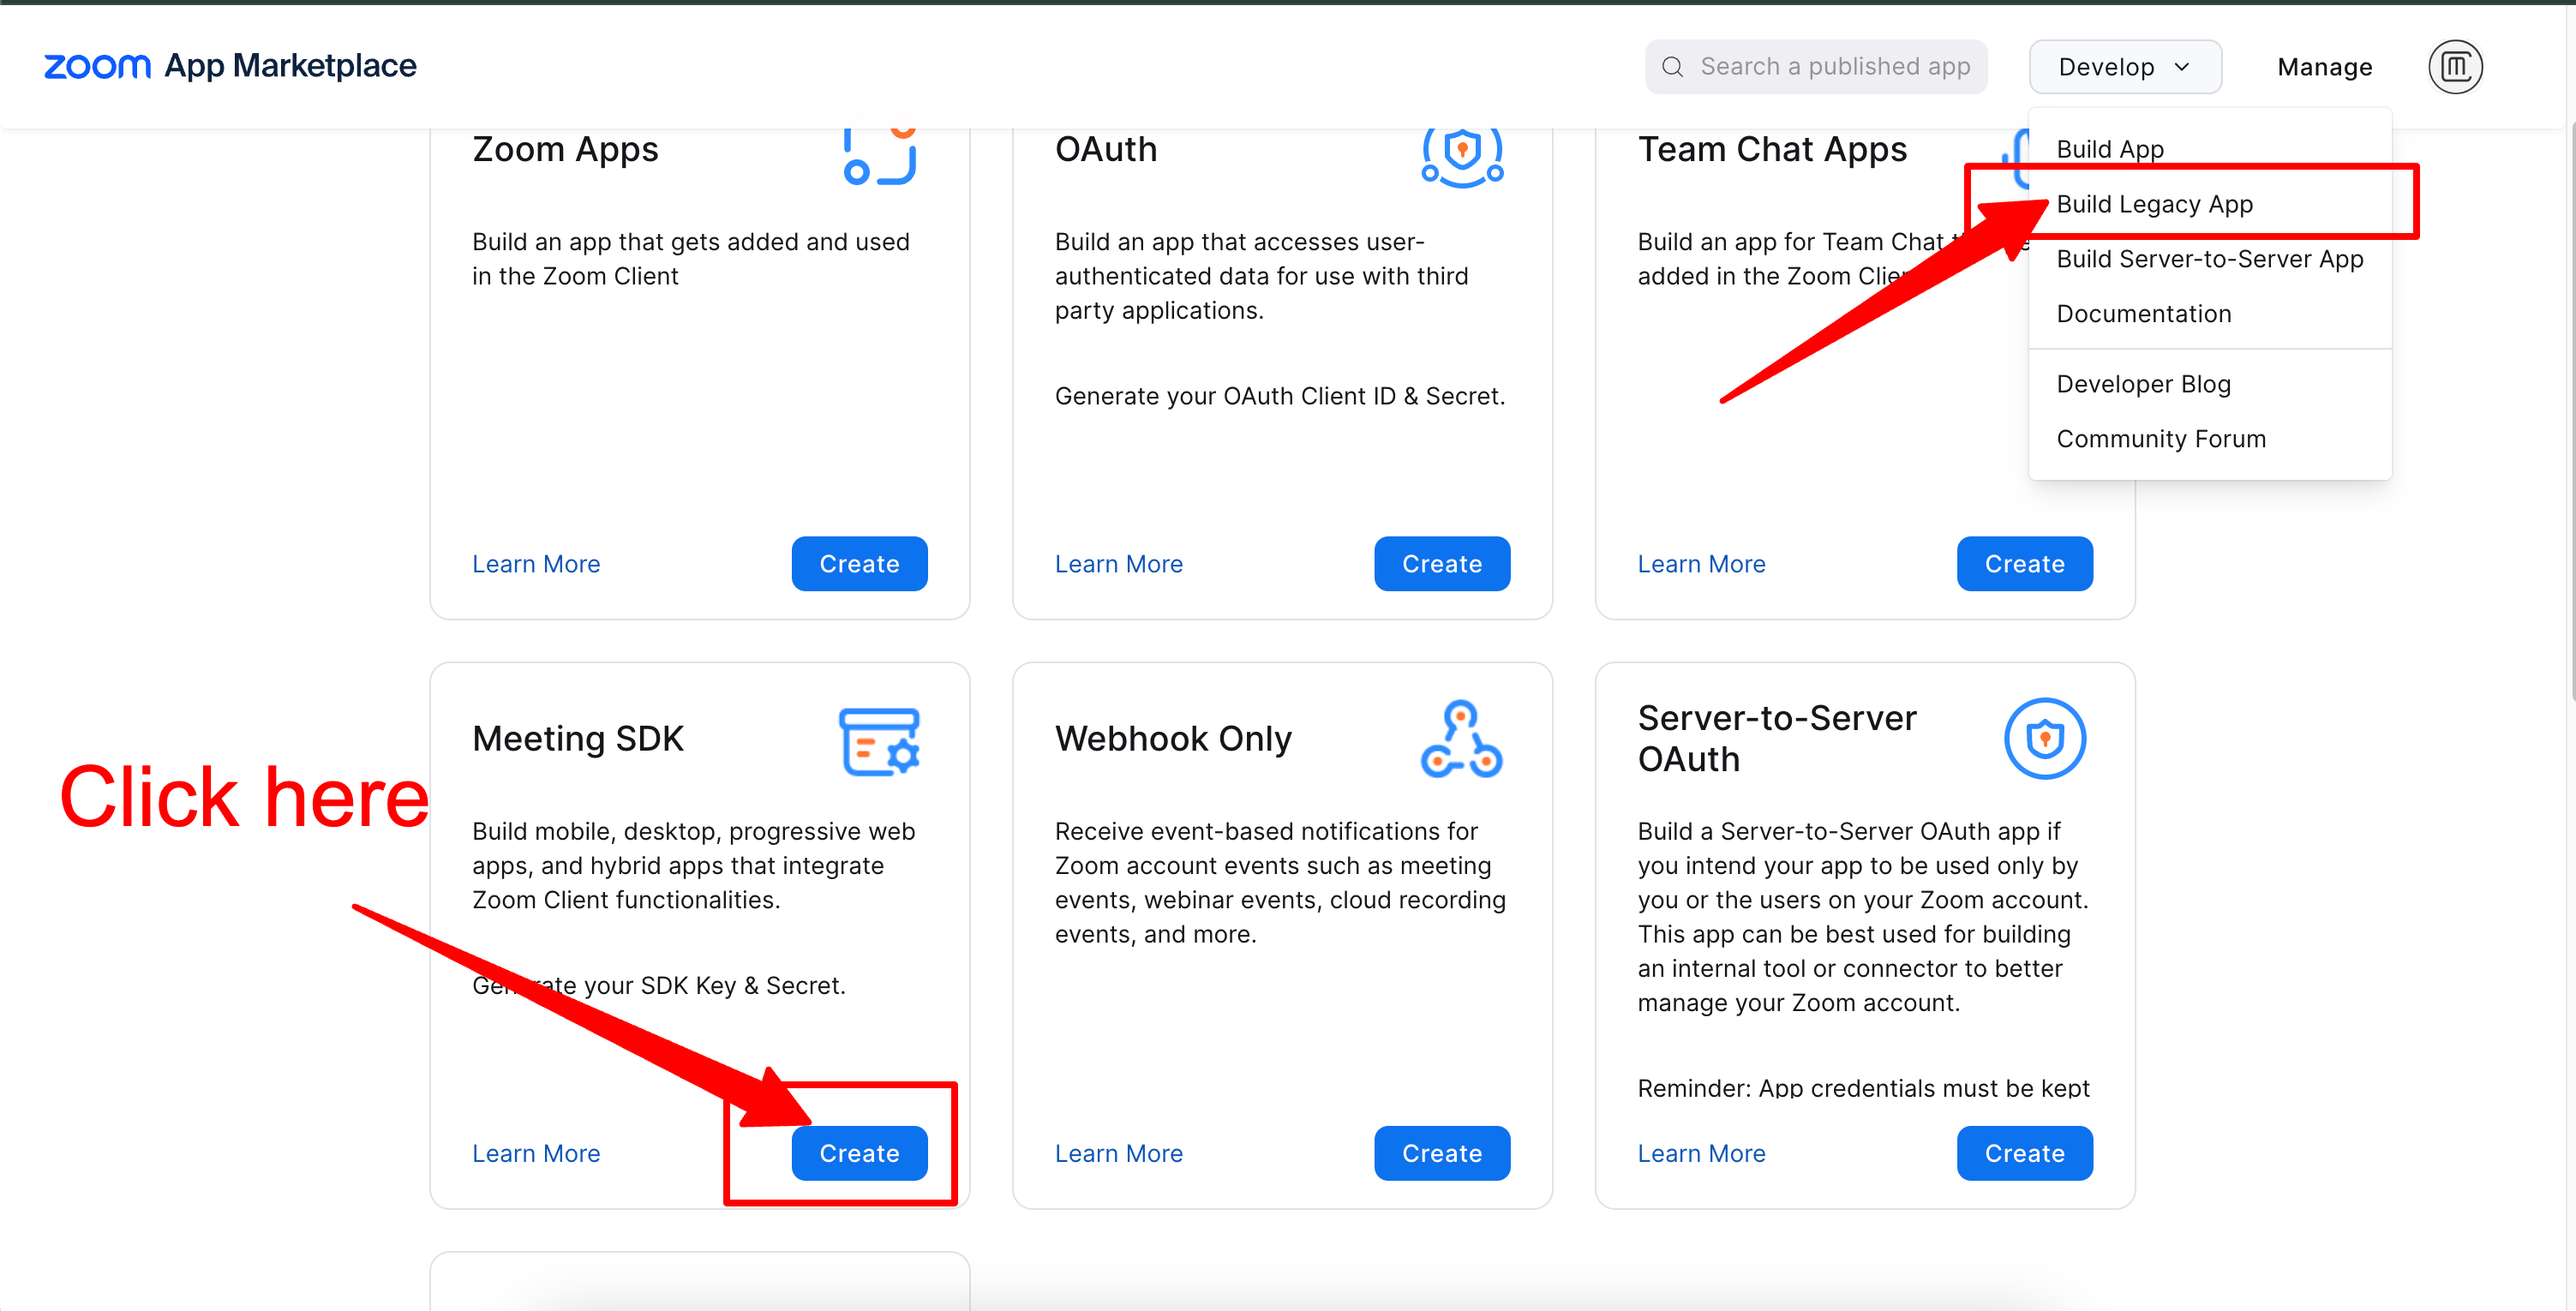 zoom App Marketplace
Search a published app
Develop
Manage
Build App
Build Legacy App
Build Server-to-Server App
Documentation
Developer Blog
Community Forum
Zoom Apps
Build an app that gets added and used
in the Zoom Client
Learn More
Create
OAuth
Build an app that accesses user-
authenticated data for use with third
party applications.
Generate your OAuth Client ID & Secret.
Learn More
Create
Team Chat Apps
Build an app for Team Chat
added in the Zoom
Learn More
Create
Click here
Meeting SDK
Build mobile, desktop, progressive web
apps, and hybrid apps that integrate
Zoom Client functionalities.
Generate your SDK Key & Secret.
Learn More
Create
Webhook Only
Receive event-based notifications for
Zoom account events such as meeting
events, webinar events, cloud recording
events, and more.
Learn More
Create
Server-to-Server
OAuth
Build a Server-to-Server OAuth app if
you intend your app to be used only by
you or the users on your Zoom account.
This app can be best used for building
an internal tool or connector to better
manage your Zoom account.
Reminder: App credentials must be kept
Learn More
Create